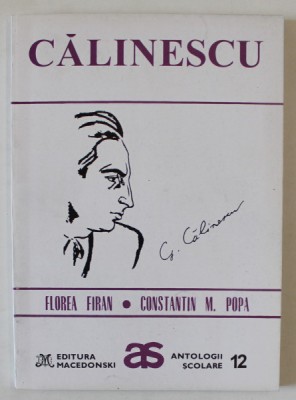 CĂLINESCU
G. Călinescu
FLOREA FIRAN • CONSTANTIN M. POPA
M EDITURA MACEDONSKI
as
ANTOLOGII ȘCOLARE 12